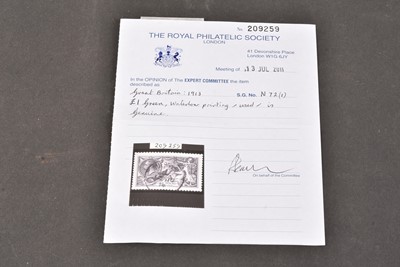 No 209259
THE ROYAL PHILATELIC SOCIETY
LONDON
41 Devonshire Place
London W1G 6JY
Meeting of 13 JUL 2011
In the OPINION of The EXPERT COMMITTEE the item
described as
Great Britain: 1913 S.G. No. N72(1)
£1 Green, Waterlow printing, used, is
Genuine
209259
On behalf of the Committee